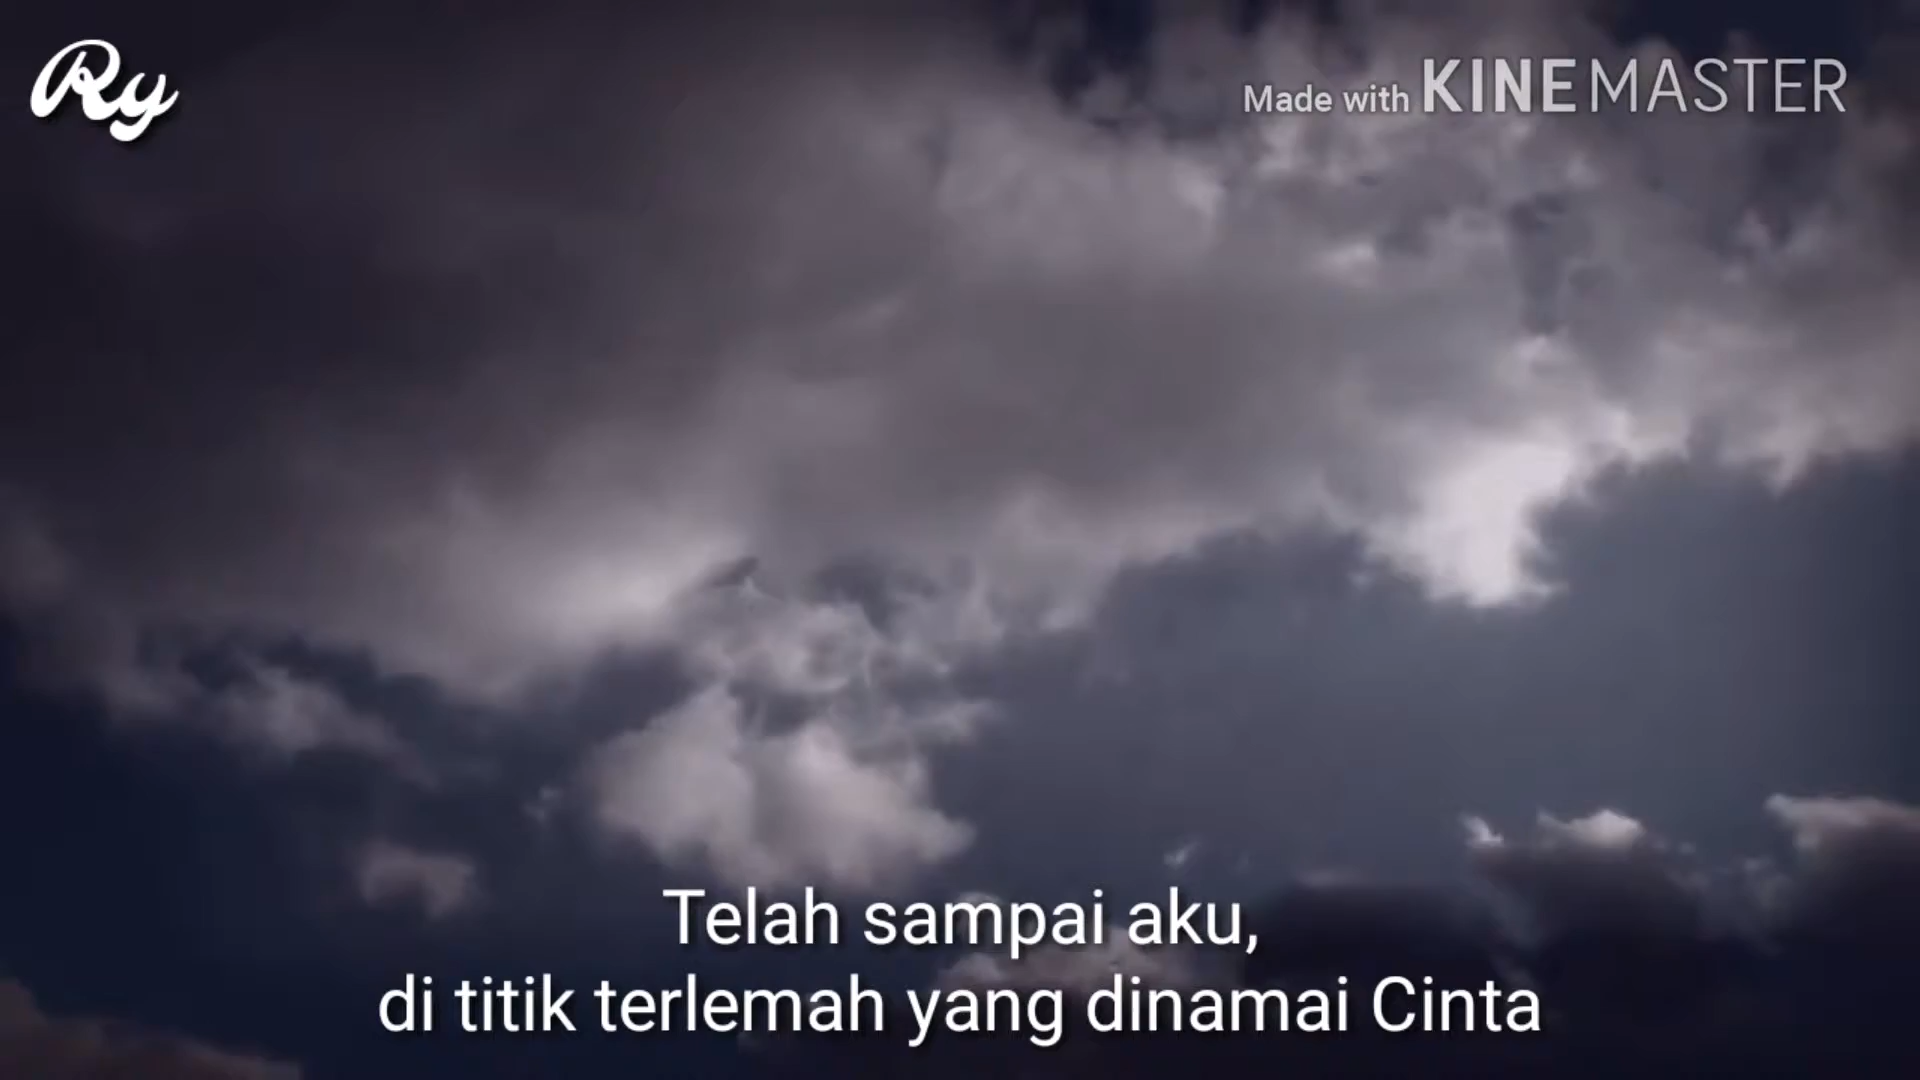 Ry
Made with KINEMASTER
Telah sampai aku,
di titik terlemah yang dinamai Cinta